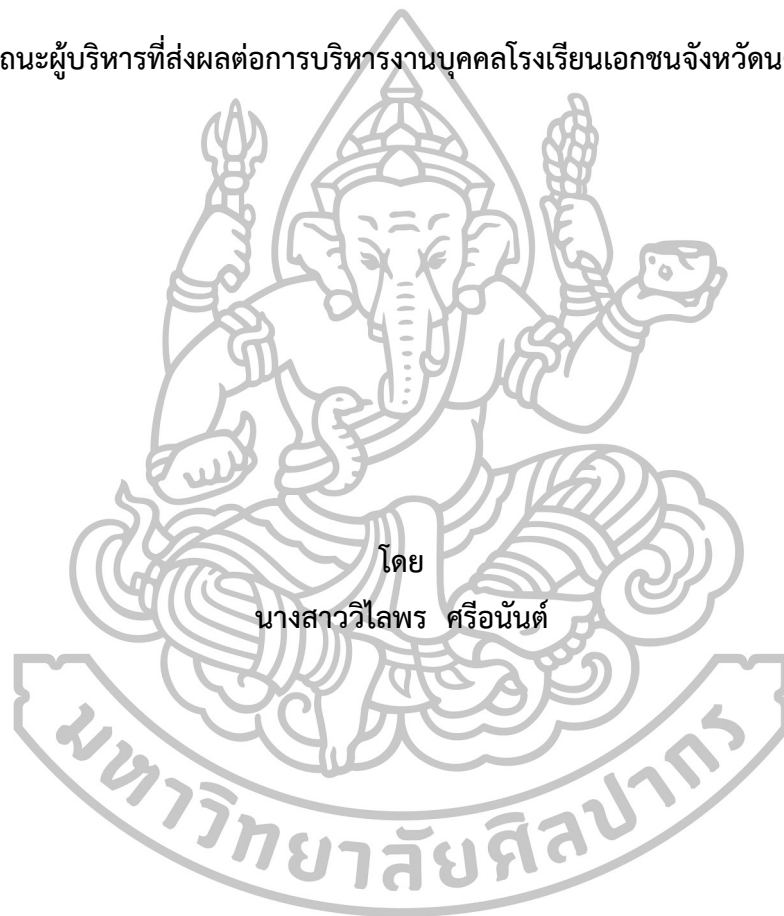 ถนะผู้บริหารที่ส่งผลต่อการบริหารงานบุคคลโรงเรียนเอกชนจังหวัดน
โดย
นางสาววิไลพร ศรีอนันต์
มหาวิทยาลัยศิลปากร